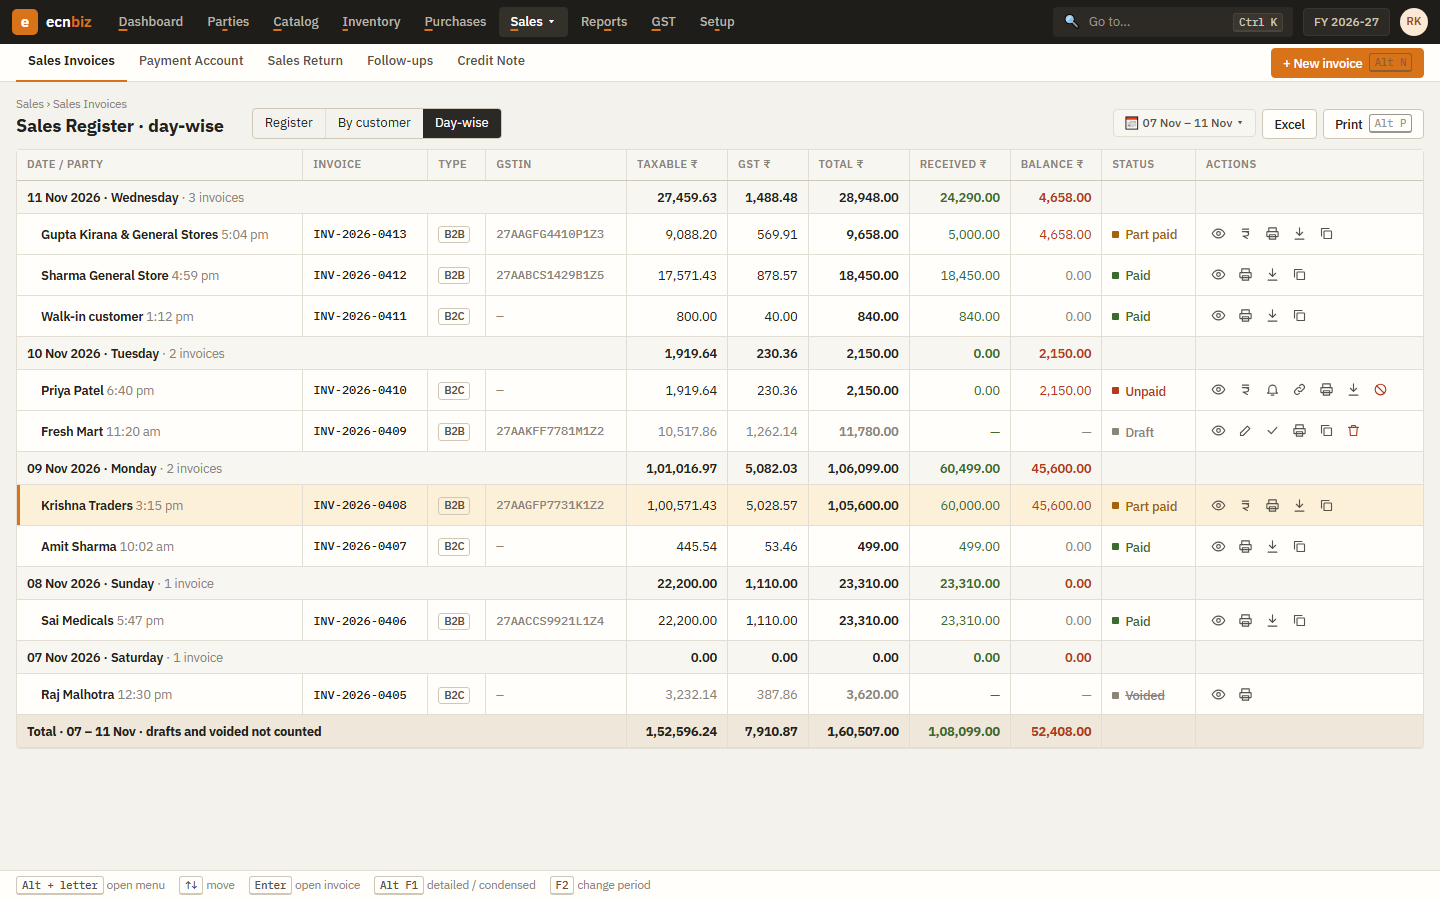 e ecnbiz Dashboard Parties Catalog Inventory Purchases Sales Reports GST Setup Go to... Ctrl K FY 2026-27 RK
Sales Invoices Payment Account Sales Return Follow-ups Credit Note + New invoice Alt N
Sales › Sales Invoices
Sales Register · day-wise Register By customer Day-wise 07 Nov – 11 Nov Excel Print Alt P
DATE / PARTY INVOICE TYPE GSTIN TAXABLE ₹ GST ₹ TOTAL ₹ RECEIVED ₹ BALANCE ₹ STATUS ACTIONS
11 Nov 2026 · Wednesday · 3 invoices 27,459.63 1,488.48 28,948.00 24,290.00 4,658.00
Gupta Kirana & General Stores 5:04 pm INV-2026-0413 B2B 27AAGFG4410P1Z3 9,088.20 569.91 9,658.00 5,000.00 4,658.00 Part paid
Sharma General Store 4:59 pm INV-2026-0412 B2B 27AABCS1429B1Z5 17,571.43 878.57 18,450.00 18,450.00 0.00 Paid
Walk-in customer 1:12 pm INV-2026-0411 B2C – 800.00 40.00 840.00 840.00 0.00 Paid
10 Nov 2026 · Tuesday · 2 invoices 1,919.64 230.36 2,150.00 0.00 2,150.00
Priya Patel 6:40 pm INV-2026-0410 B2C – 1,919.64 230.36 2,150.00 0.00 2,150.00 Unpaid
Fresh Mart 11:20 am INV-2026-0409 B2B 27AAKFF7781M1Z2 10,517.86 1,262.14 11,780.00 — — Draft
09 Nov 2026 · Monday · 2 invoices 1,01,016.97 5,082.03 1,06,099.00 60,499.00 45,600.00
Krishna Traders 3:15 pm INV-2026-0408 B2B 27AAGFP7731K1Z2 1,00,571.43 5,028.57 1,05,600.00 60,000.00 45,600.00 Part paid
Amit Sharma 10:02 am INV-2026-0407 B2C – 445.54 53.46 499.00 499.00 0.00 Paid
08 Nov 2026 · Sunday · 1 invoice 22,200.00 1,110.00 23,310.00 23,310.00 0.00
Sai Medicals 5:47 pm INV-2026-0406 B2B 27AACCS9921L1Z4 22,200.00 1,110.00 23,310.00 23,310.00 0.00 Paid
07 Nov 2026 · Saturday · 1 invoice 0.00 0.00 0.00 0.00 0.00
Raj Malhotra 12:30 pm INV-2026-0405 B2C – 3,232.14 387.86 3,620.00 — — Voided
Total · 07 – 11 Nov · drafts and voided not counted 1,52,596.24 7,910.87 1,60,507.00 1,08,099.00 52,408.00
Alt + letter open menu ↑↓ move Enter open invoice Alt F1 detailed / condensed F2 change period